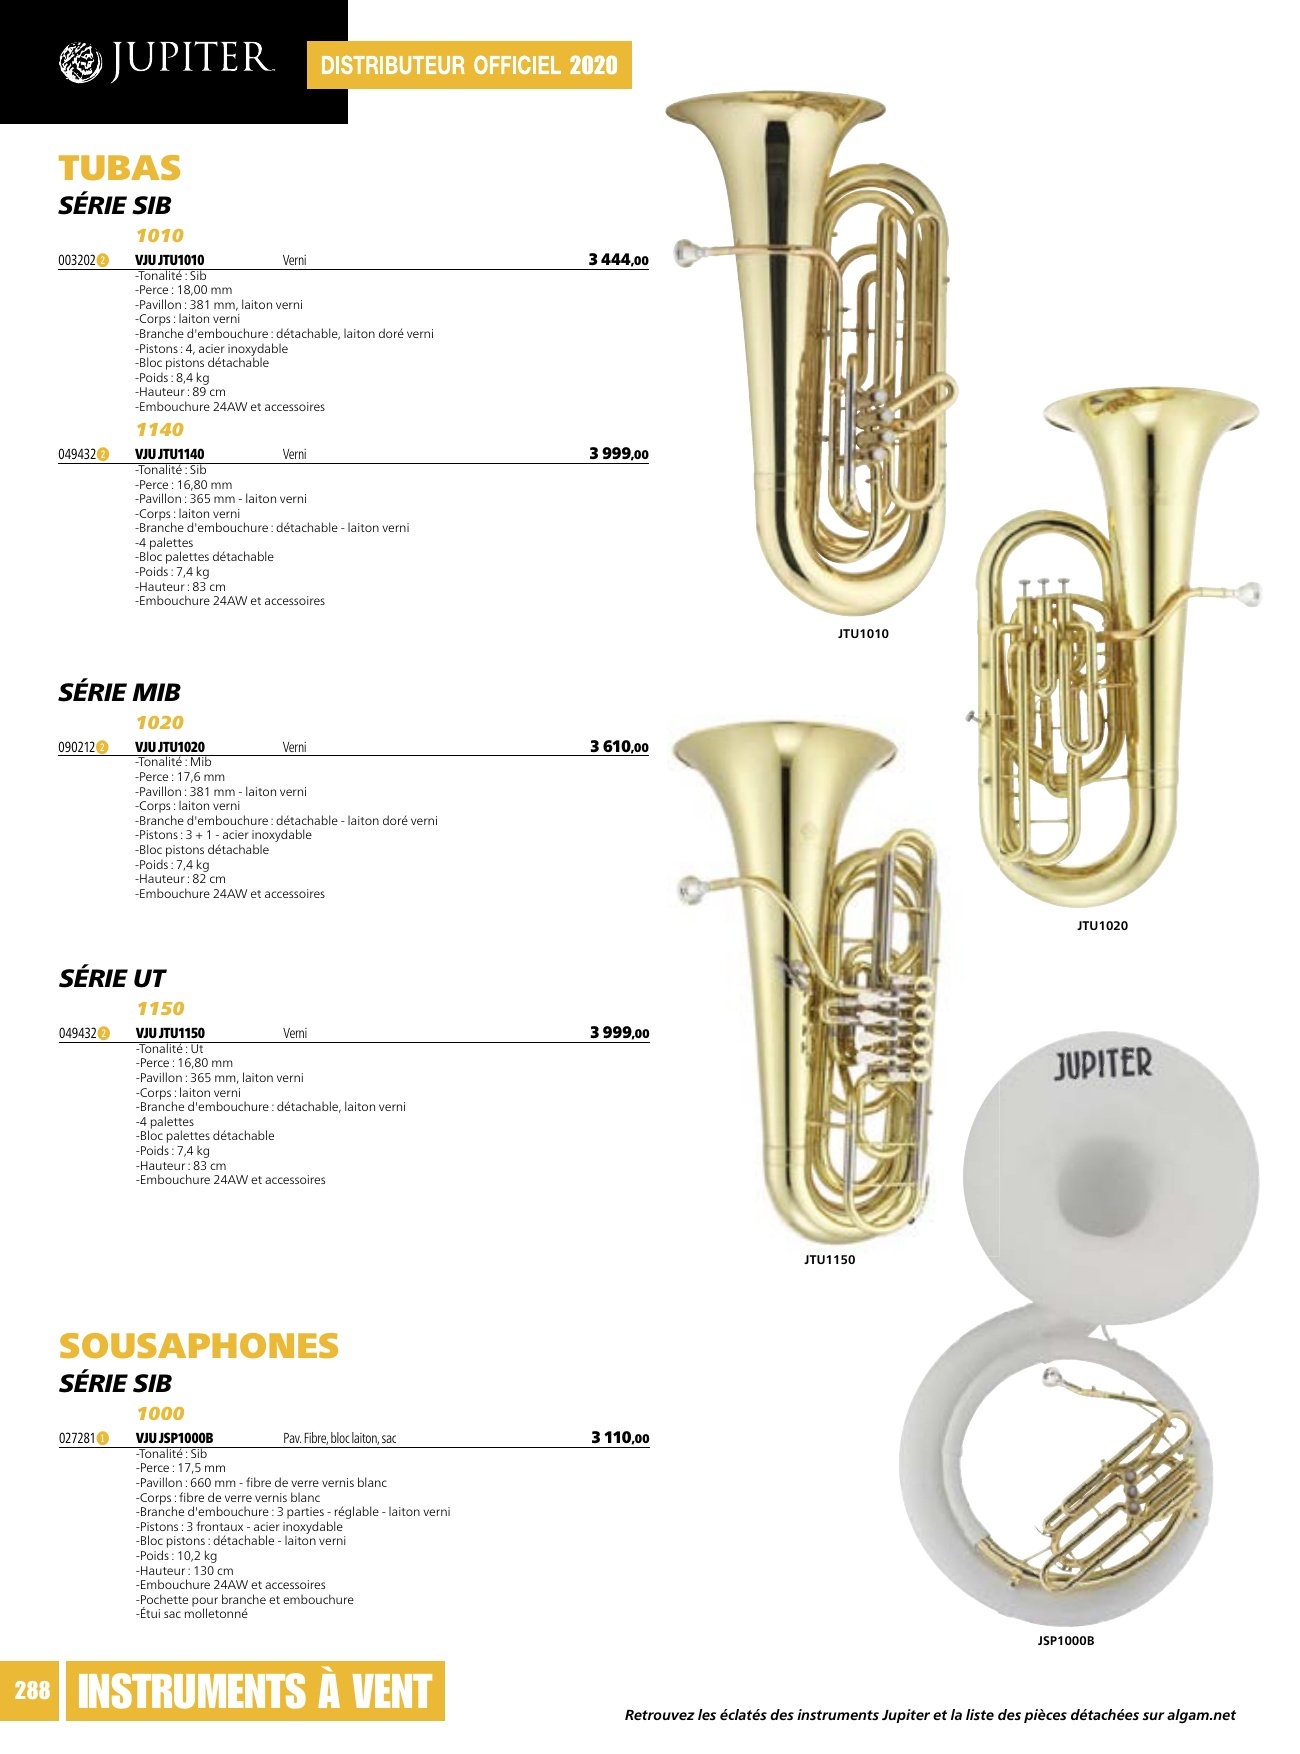 JUPITER
DISTRIBUTEUR OFFICIEL 2020
TUBAS
SÉRIE SIB
1010
003202 2 VJU JTU1010 Verni 3 444,00
-Tonalité : Sib
-Perce : 18,00 mm
-Pavillon : 381 mm, laiton verni
-Corps : laiton verni
-Branche d'embouchure : détachable, laiton doré verni
-Pistons : 4, acier inoxydable
-Bloc pistons détachable
-Poids : 8,4 kg
-Hauteur : 89 cm
-Embouchure 24AW et accessoires
1140
049432 2 VJU JTU1140 Verni 3 999,00
-Tonalité : Sib
-Perce : 16,80 mm
-Pavillon : 365 mm - laiton verni
-Corps : laiton verni
-Branche d'embouchure : détachable - laiton verni
-4 palettes
-Bloc palettes détachable
-Poids : 7,4 kg
-Hauteur : 83 cm
-Embouchure 24AW et accessoires
JTU1010
SÉRIE MIB
1020
090212 2 VJU JTU1020 Verni 3 610,00
-Tonalité : Mib
-Perce : 17,6 mm
-Pavillon : 381 mm - laiton verni
-Corps : laiton verni
-Branche d'embouchure : détachable - laiton doré verni
-Pistons : 3 + 1 - acier inoxydable
-Bloc pistons détachable
-Poids : 7,4 kg
-Hauteur : 82 cm
-Embouchure 24AW et accessoires
JTU1020
SÉRIE UT
1150
049432 2 VJU JTU1150 Verni 3 999,00
-Tonalité : Ut
-Perce : 16,80 mm
-Pavillon : 365 mm, laiton verni
-Corps : laiton verni
-Branche d'embouchure : détachable, laiton verni
-4 palettes
-Bloc palettes détachable
-Poids : 7,4 kg
-Hauteur : 83 cm
-Embouchure 24AW et accessoires
JTU1150
JUPITER
SOUSAPHONES
SÉRIE SIB
1000
027281 1 VJU JSP1000B Pav. Fibre, bloc laiton, sac 3 110,00
-Tonalité : Sib
-Perce : 17,5 mm
-Pavillon : 660 mm - fibre de verre vernis blanc
-Corps : fibre de verre vernis blanc
-Branche d'embouchure : 3 parties - réglable - laiton verni
-Pistons : 3 frontaux - acier inoxydable
-Bloc pistons : détachable - laiton verni
-Poids : 10,2 kg
-Hauteur : 130 cm
-Embouchure 24AW et accessoires
-Pochette pour branche et embouchure
-Étui sac molletonné
JSP1000B
288 INSTRUMENTS À VENT
Retrouvez les éclatés des instruments Jupiter et la liste des pièces détachées sur algam.net